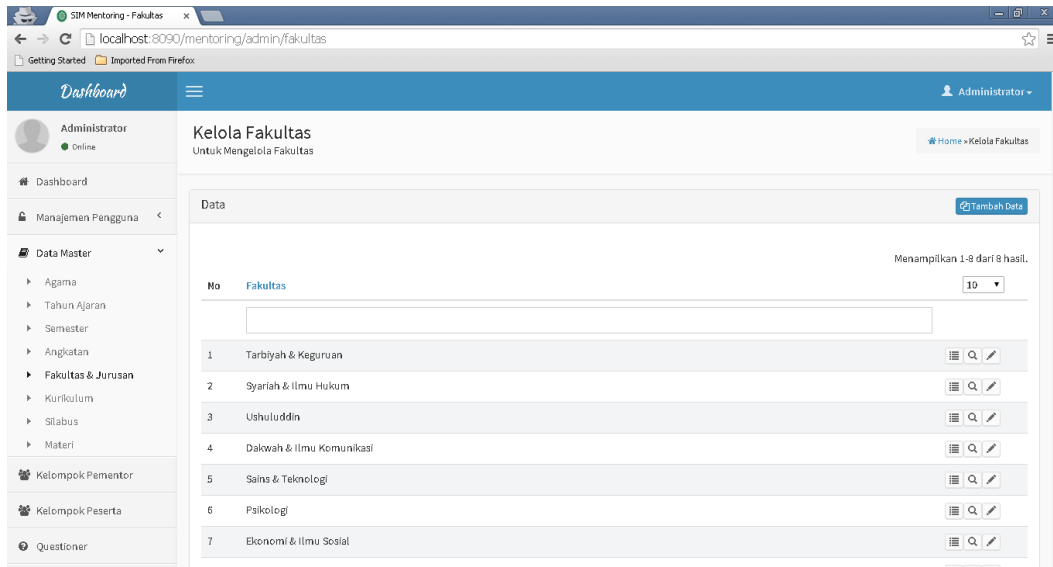 SIM Mentoring - Fakultas
localhost:8090/mentoring/admin/fakultas
Getting Started Imported From Firefox
Dashboard
Administrator
Administrator
Online
Kelola Fakultas
Untuk Mengelola Fakultas
Home » Kelola Fakultas
Dashboard
Manajemen Pengguna
Data Master
Agama
Tahun Ajaran
Semester
Angkatan
Fakultas & Jurusan
Kurikulum
Silabus
Materi
Kelompok Pementor
Kelompok Peserta
Questioner
Data
Tambah Data
Menampilkan 1-8 dari 8 hasil.
No Fakultas 10
1 Tarbiyah & Keguruan
2 Syariah & Ilmu Hukum
3 Ushuluddin
4 Dakwah & Ilmu Komunikasi
5 Sains & Teknologi
6 Psikologi
7 Ekonomi & Ilmu Sosial